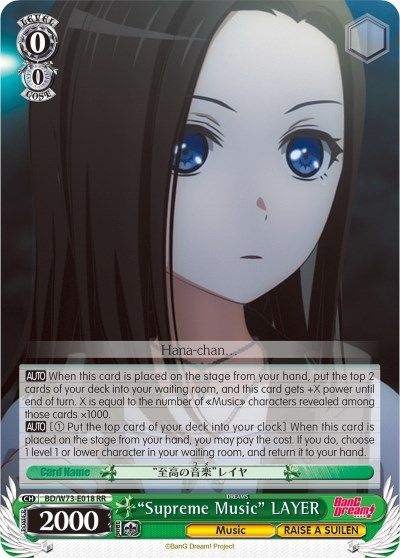 LEVEL
0
0
COST
Hana-chan…
AUTO When this card is placed on the stage from your hand, put the top 2
cards of your deck into your waiting room, and this card gets +X power until
end of turn. X is equal to the number of «Music» characters revealed among
those cards ×1000.
AUTO [① Put the top card of your deck into your clock] When this card is
placed on the stage from your hand, you may pay the cost. If you do, choose
1 level 1 or lower character in your waiting room, and return it to your hand.
Card Name "至高の音楽"レイヤ
CH BD/W73-E018 RR
DREAMS
"Supreme Music" LAYER
BanG Dream!
POWER 2000
Music RAISE A SUILEN
©BanG Dream! Project